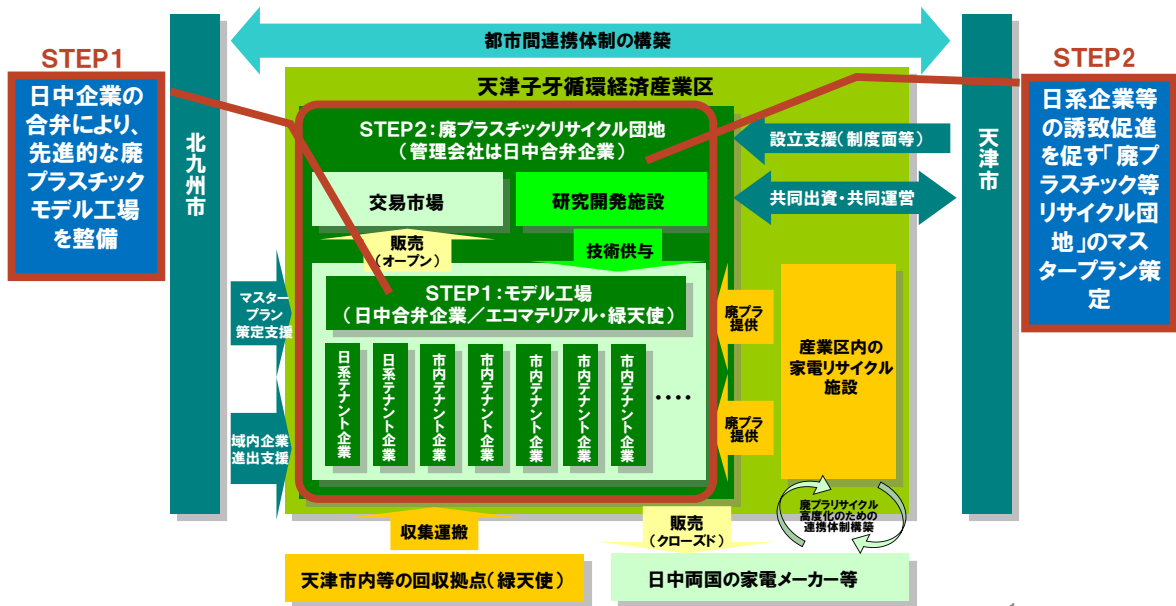 都市間連携体制の構築
STEP1
日中企業の
合弁により、
先進的な廃
プラスチック
モデル工場
を整備
北九州市
マスター
プラン
策定支援
域内企業
進出支援
天津子牙循環経済産業区
STEP2:廃プラスチックリサイクル団地
(管理会社は日中合弁企業)
交易市場
研究開発施設
販売
(オープン)
技術供与
STEP1:モデル工場
(日中合弁企業/エコマテリアル・緑天使)
日系テナント企業
日系テナント企業
市内テナント企業
市内テナント企業
市内テナント企業
市内テナント企業
市内テナント企業
‥‥
設立支援(制度面等)
共同出資・共同運営
廃プラ
提供
廃プラ
提供
産業区内の
家電リサイクル
施設
天津市
STEP2
日系企業等
の誘致促進
を促す「廃プ
ラスチック等
リサイクル団
地」のマス
タープラン策
定
収集運搬
天津市内等の回収拠点(緑天使)
販売
(クローズド)
日中両国の家電メーカー等
廃プラリサイクル
高度化のための
連携体制構築